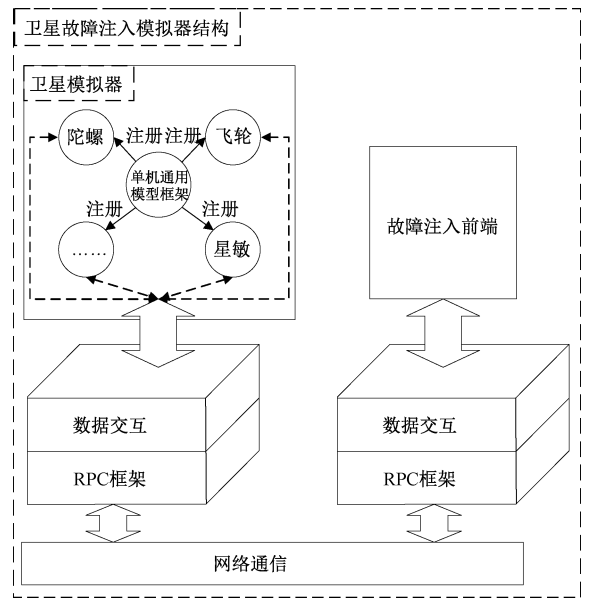 卫星故障注入模拟器结构
卫星模拟器
陀螺
注册
注册
飞轮
单机通用
模型框架
注册
注册
……
星敏
故障注入前端
数据交互
RPC框架
数据交互
RPC框架
网络通信